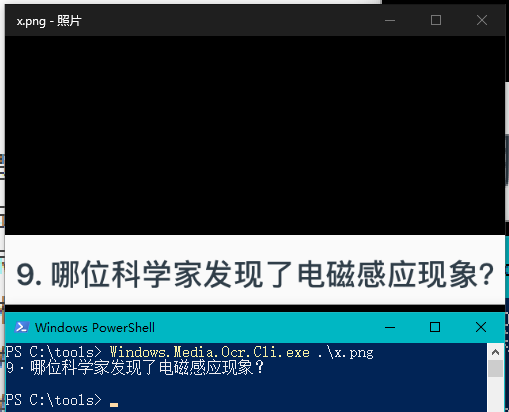 x.png - 照片
9. 哪位科学家发现了电磁感应现象?
Windows PowerShell
PS C:\tools> Windows.Media.Ocr.Cli.exe .\x.png
9·哪位科学家发现了电磁感应现象？
PS C:\tools>